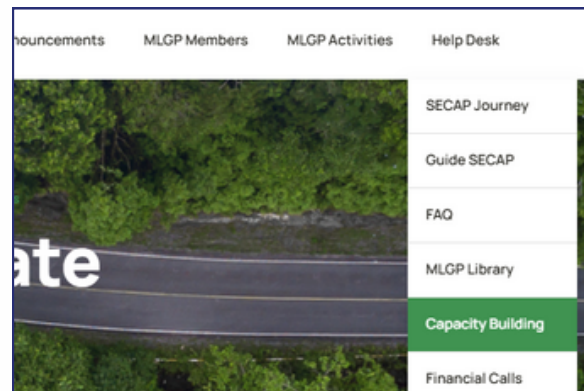 nouncements MLGP Members MLGP Activities Help Desk
SECAP Journey
Guide SECAP
FAQ
MLGP Library
ate
Capacity Building
Financial Calls